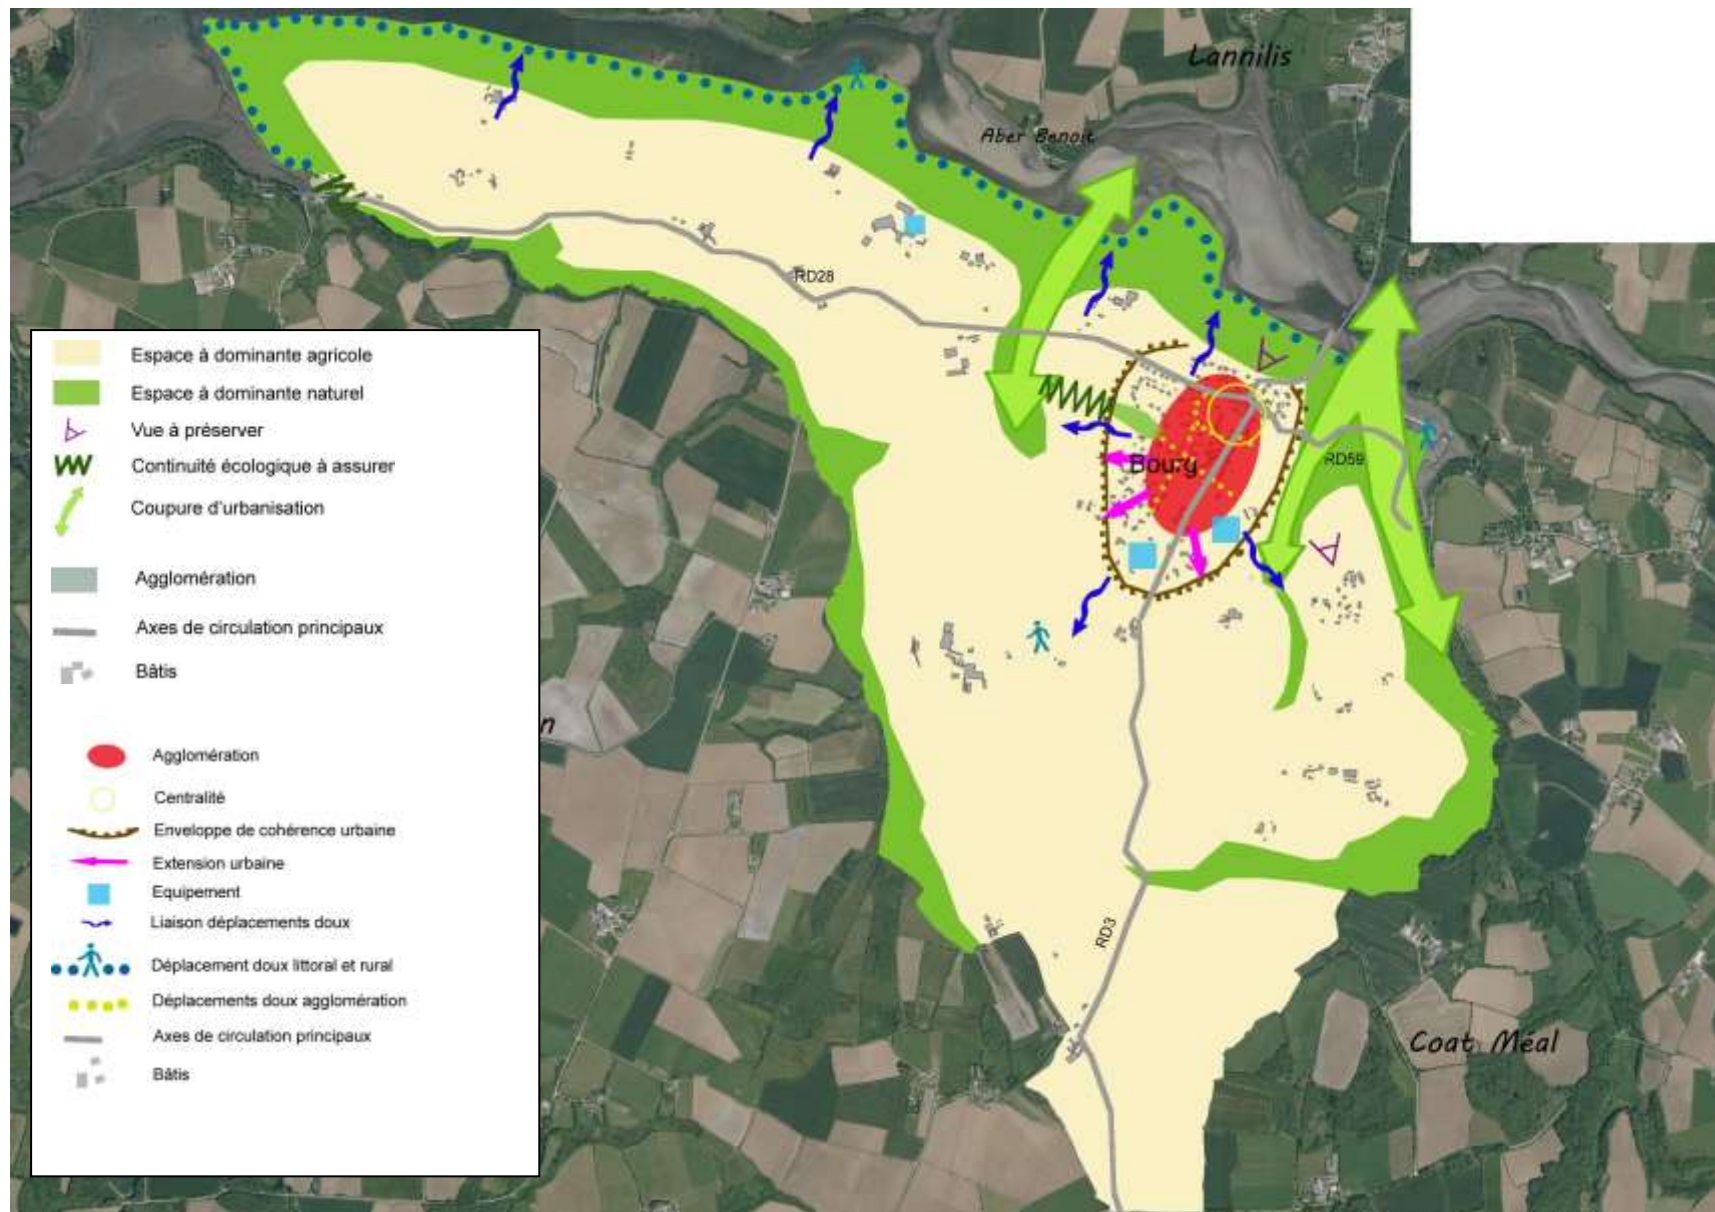 Lannilis
Aber Benoit
RD28
Bourg
RD59
n
RD3
Coat Méal
Espace à dominante agricole
Espace à dominante naturel
Vue à préserver
Continuité écologique à assurer
Coupure d'urbanisation
Agglomération
Axes de circulation principaux
Bâtis
Agglomération
Centralité
Enveloppe de cohérence urbaine
Extension urbaine
Equipement
Liaison déplacements doux
Déplacement doux littoral et rural
Déplacements doux agglomération
Axes de circulation principaux
Bâtis